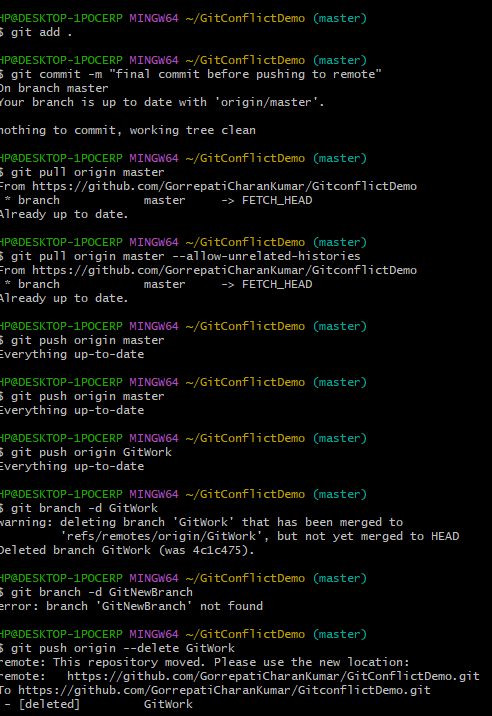 HP@DESKTOP-1POCERP MINGW64 ~/GitConflictDemo (master)
$ git add .
HP@DESKTOP-1POCERP MINGW64 ~/GitConflictDemo (master)
$ git commit -m "final commit before pushing to remote"
On branch master
Your branch is up to date with 'origin/master'.
nothing to commit, working tree clean
HP@DESKTOP-1POCERP MINGW64 ~/GitConflictDemo (master)
$ git pull origin master
From https://github.com/GorrepatiCharanKumar/GitconflictDemo
* branch master -> FETCH_HEAD
Already up to date.
HP@DESKTOP-1POCERP MINGW64 ~/GitConflictDemo (master)
$ git pull origin master --allow-unrelated-histories
From https://github.com/GorrepatiCharanKumar/GitconflictDemo
* branch master -> FETCH_HEAD
Already up to date.
HP@DESKTOP-1POCERP MINGW64 ~/GitConflictDemo (master)
$ git push origin master
Everything up-to-date
HP@DESKTOP-1POCERP MINGW64 ~/GitConflictDemo (master)
$ git push origin master
Everything up-to-date
HP@DESKTOP-1POCERP MINGW64 ~/GitConflictDemo (master)
$ git push origin GitWork
Everything up-to-date
HP@DESKTOP-1POCERP MINGW64 ~/GitConflictDemo (master)
$ git branch -d GitWork
warning: deleting branch 'GitWork' that has been merged to
'refs/remotes/origin/GitWork', but not yet merged to HEAD
Deleted branch GitWork (was 4c1c475).
HP@DESKTOP-1POCERP MINGW64 ~/GitConflictDemo (master)
$ git branch -d GitNewBranch
error: branch 'GitNewBranch' not found
HP@DESKTOP-1POCERP MINGW64 ~/GitConflictDemo (master)
$ git push origin --delete GitWork
remote: This repository moved. Please use the new location:
remote: https://github.com/GorrepatiCharanKumar/GitConflictDemo.git
To https://github.com/GorrepatiCharanKumar/GitconflictDemo.git
- [deleted] GitWork